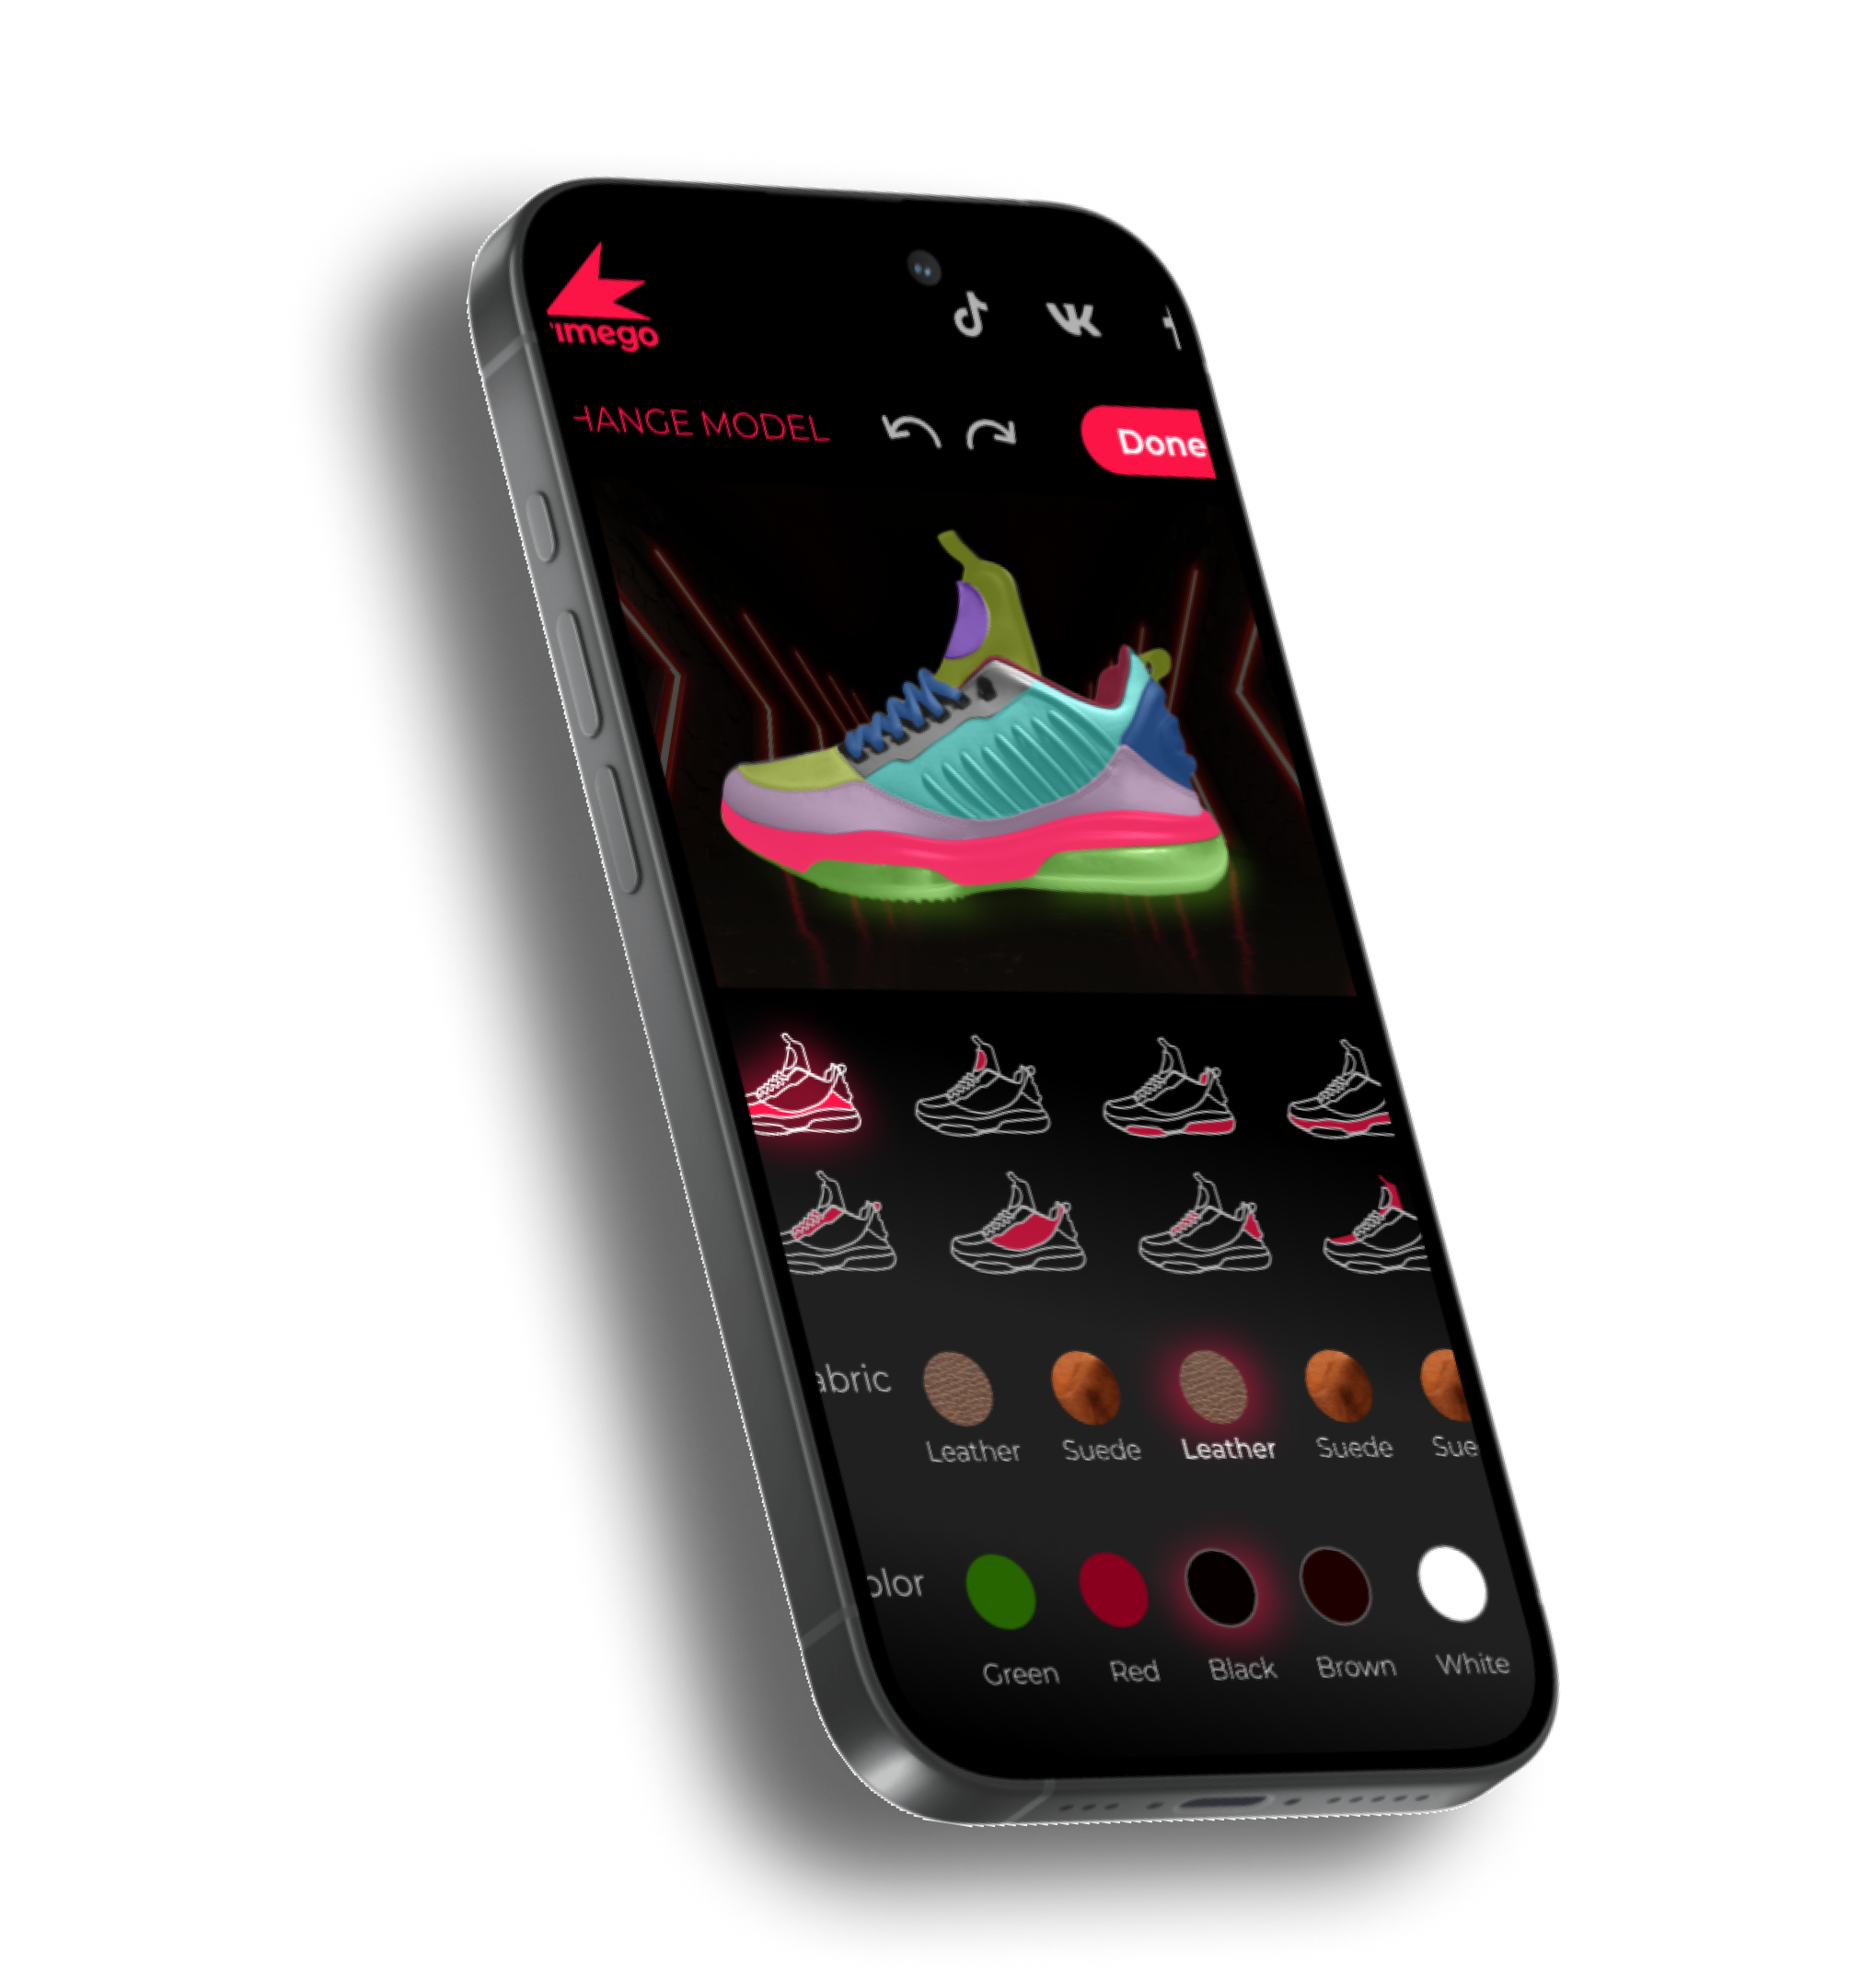 'imego
HANGE MODEL
Done
abric
Leather Suede Leather Suede Sue
olor
Green Red Black Brown White